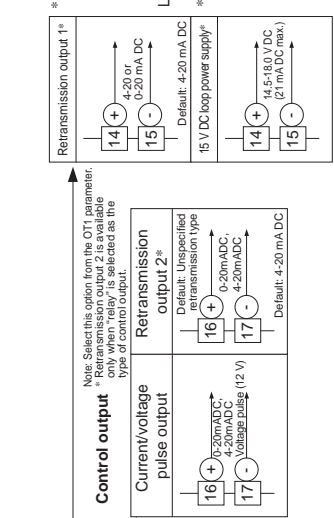 *
L
*
Retransmission output 1*
14
+
15
-
4-20 or
0-20 mA DC
Default: 4-20 mA DC
15 V DC loop power supply*
14
+
15
-
14.5-18.0 V DC
(21 mA DC max.)
Note: Select this option from the OT1 parameter.
* Retransmission output 2 is available
only when "relay" is selected as the
type of control output.
Control output
Current/voltage
pulse output
16
+
17
-
0-20mADC,
4-20mADC
Voltage pulse (12 V)
Retransmission
output 2*
Default: Unspecified
retransmission type
16
+
17
-
0-20mADC,
4-20mADC
Default: 4-20 mA DC